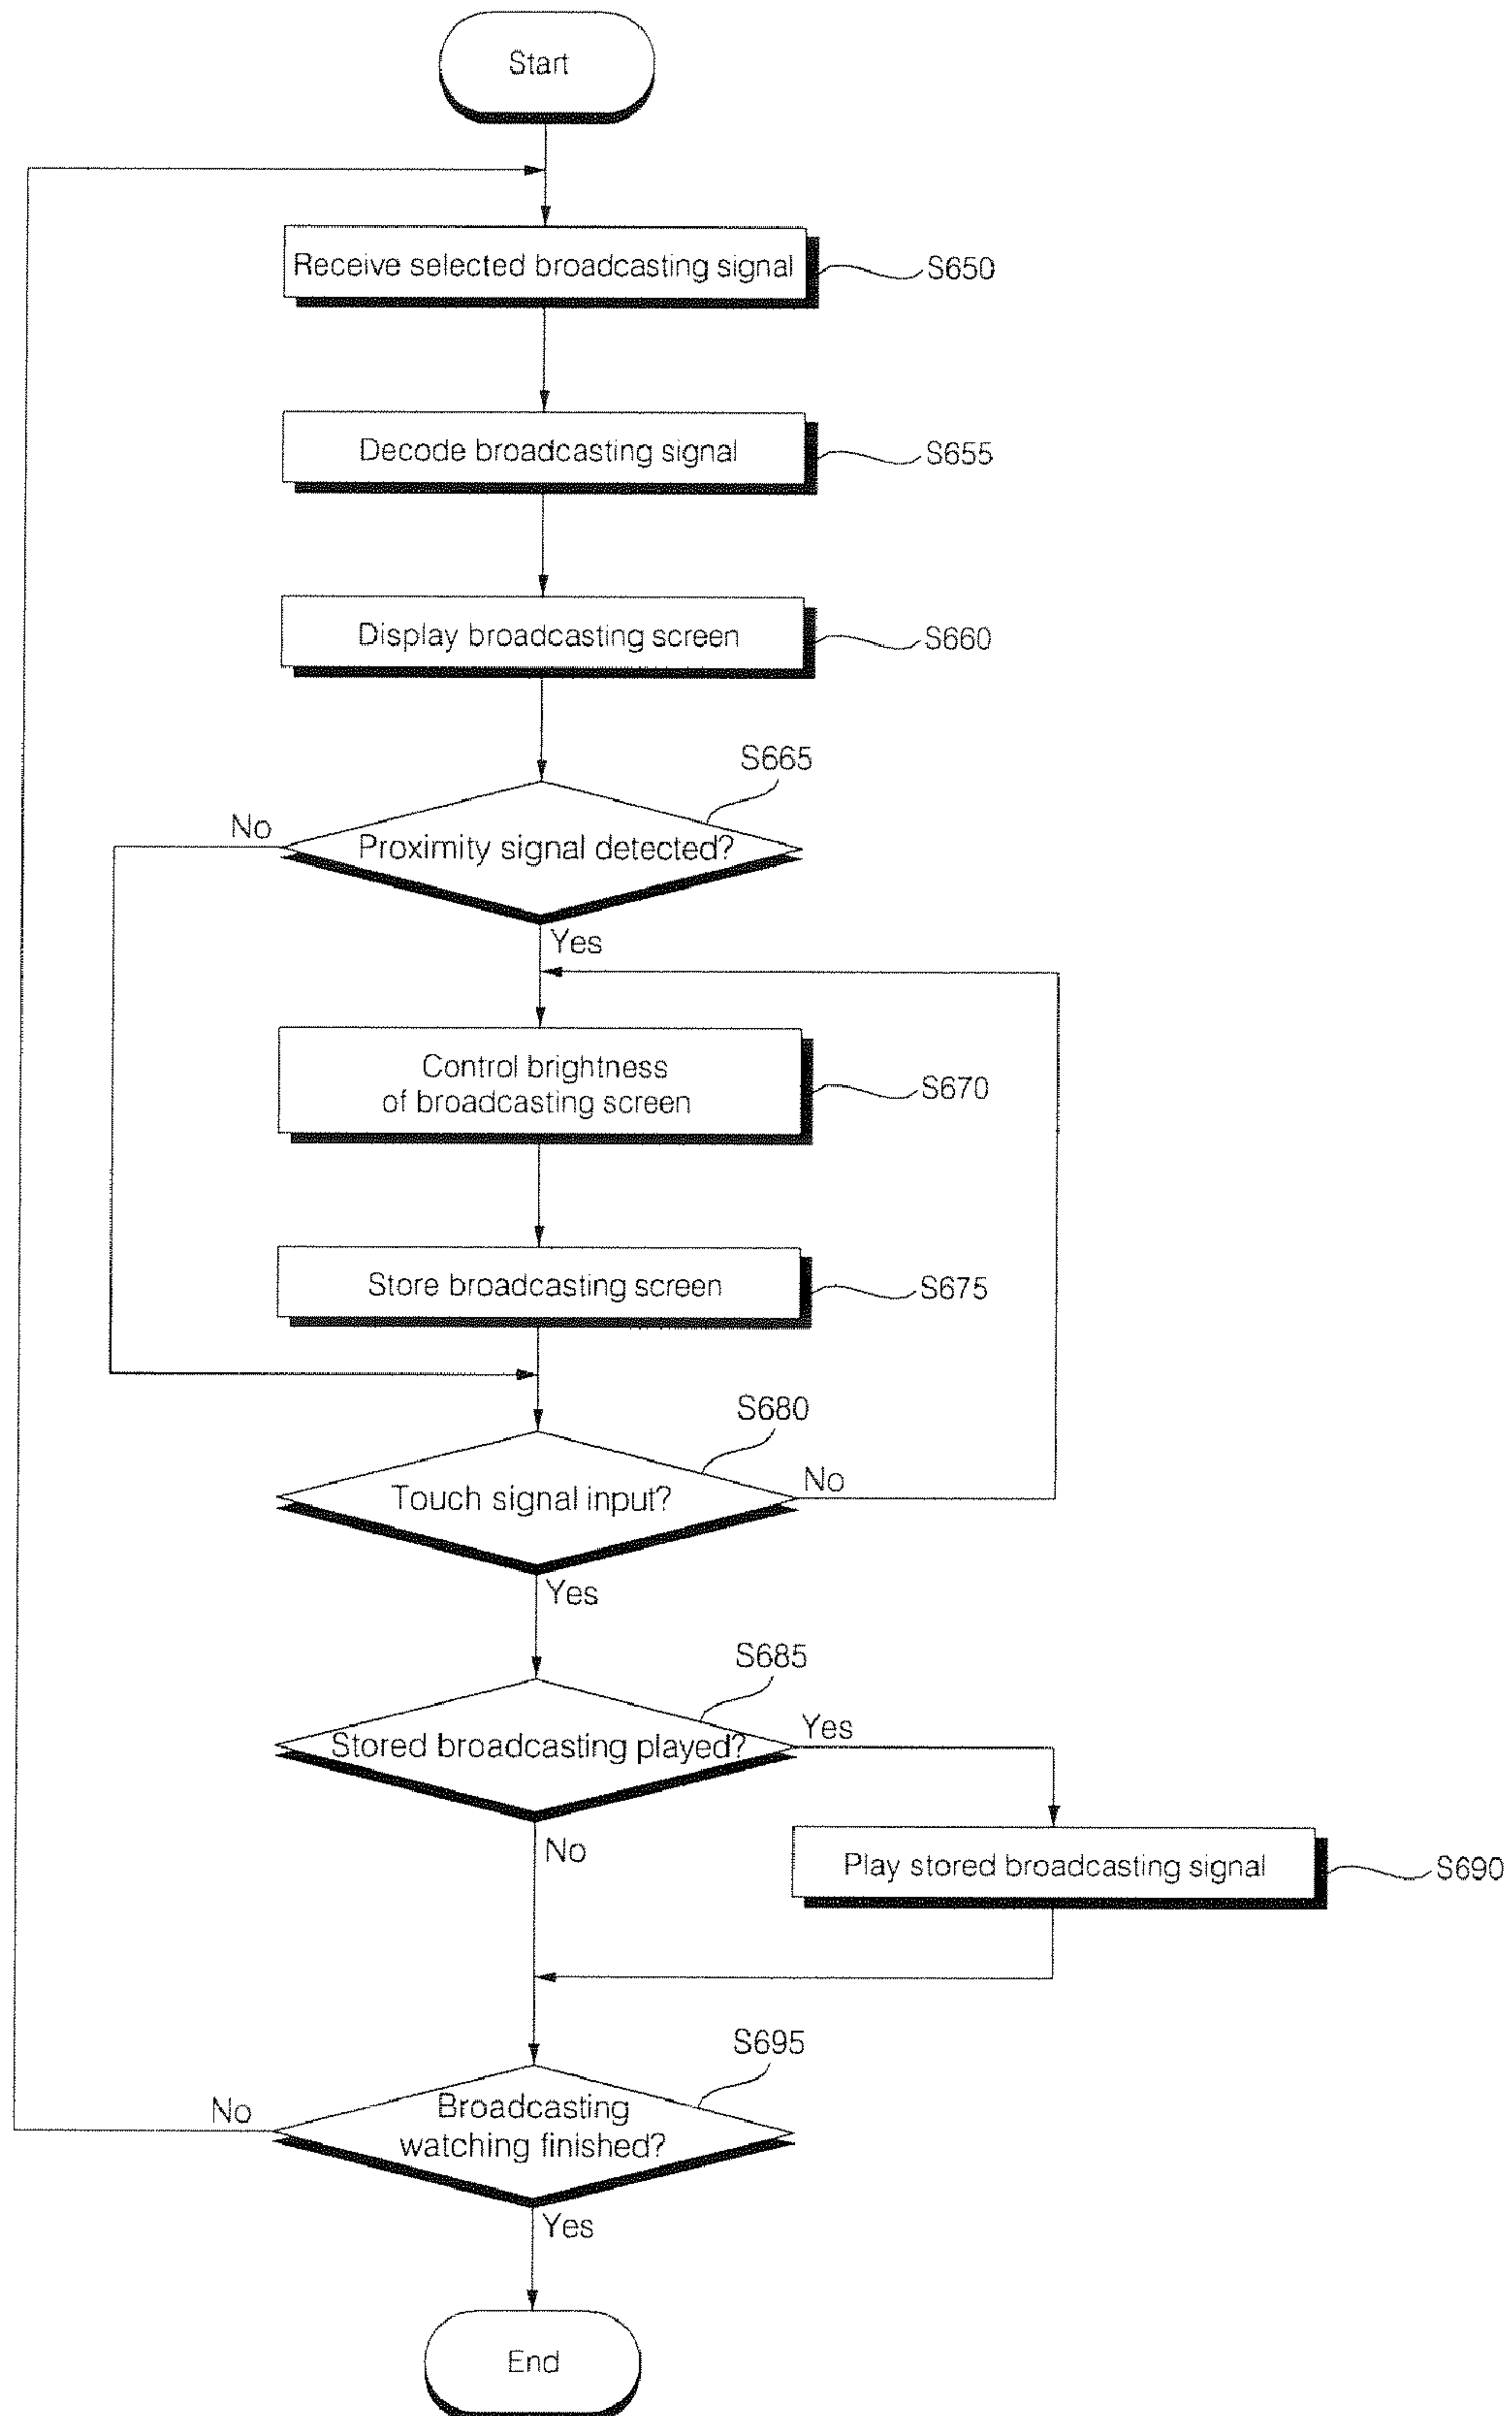 Start
Receive selected broadcasting signal
S650
Decode broadcasting signal
S655
Display broadcasting screen
S660
S665
No
Proximity signal detected?
Yes
Control brightness
of broadcasting screen
S670
Store broadcasting screen
S675
S680
Touch signal input?
No
Yes
S685
Stored broadcasting played?
Yes
No
Play stored broadcasting signal
S690
S695
No
Broadcasting
watching finished?
Yes
End